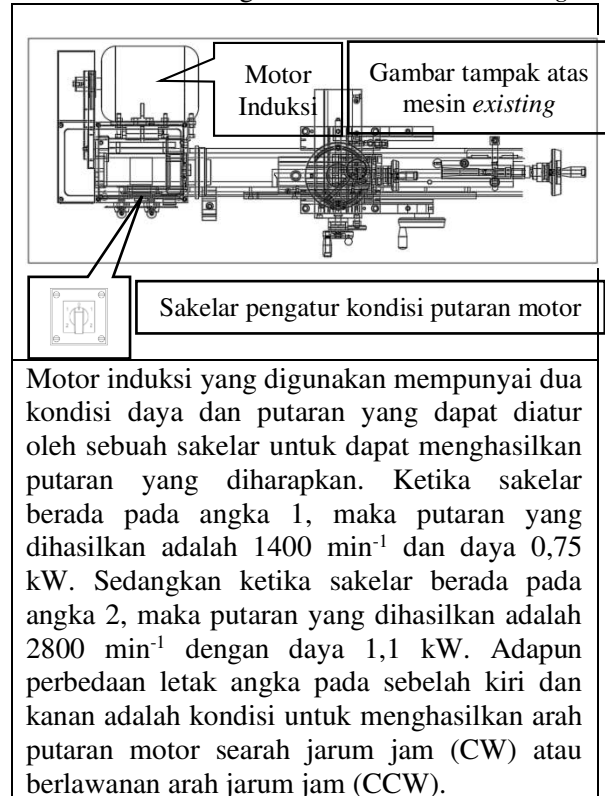 Motor
Induksi
Gambar tampak atas
mesin existing
Sakelar pengatur kondisi putaran motor
Motor induksi yang digunakan mempunyai dua
kondisi daya dan putaran yang dapat diatur
oleh sebuah sakelar untuk dapat menghasilkan
putaran yang diharapkan. Ketika sakelar
berada pada angka 1, maka putaran yang
dihasilkan adalah 1400 min⁻¹ dan daya 0,75
kW. Sedangkan ketika sakelar berada pada
angka 2, maka putaran yang dihasilkan adalah
2800 min⁻¹ dengan daya 1,1 kW. Adapun
perbedaan letak angka pada sebelah kiri dan
kanan adalah kondisi untuk menghasilkan arah
putaran motor searah jarum jam (CW) atau
berlawanan arah jarum jam (CCW).